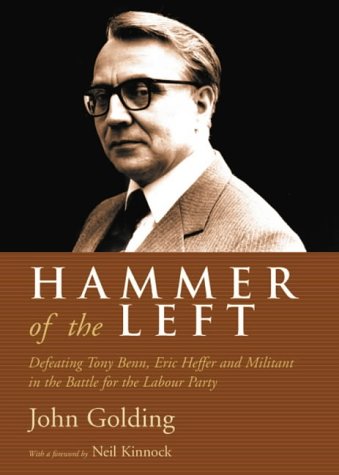 HAMMER
of the LEFT
Defeating Tony Benn, Eric Heffer and Militant
in the Battle for the Labour Party
John Golding
With a foreword by Neil Kinnock